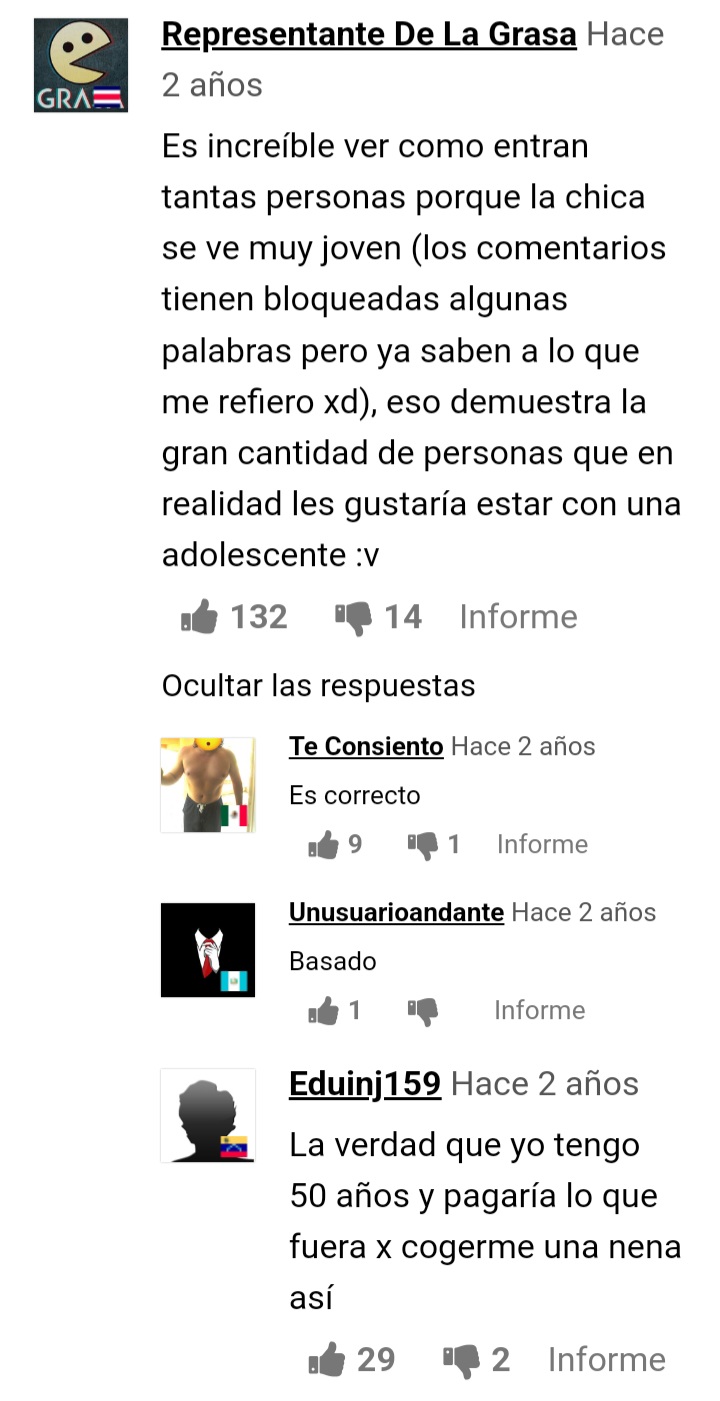 Representante De La Grasa Hace
2 años
GRASA
Es increíble ver como entran
tantas personas porque la chica
se ve muy joven (los comentarios
tienen bloqueadas algunas
palabras pero ya saben a lo que
me refiero xd), eso demuestra la
gran cantidad de personas que en
realidad les gustaría estar con una
adolescente :v
132 14 Informe
Ocultar las respuestas
Te Consiento Hace 2 años
Es correcto
9 1 Informe
Unusuarioandante Hace 2 años
Basado
1 Informe
Eduinj159 Hace 2 años
La verdad que yo tengo
50 años y pagaría lo que
fuera x cogerme una nena
así
29 2 Informe